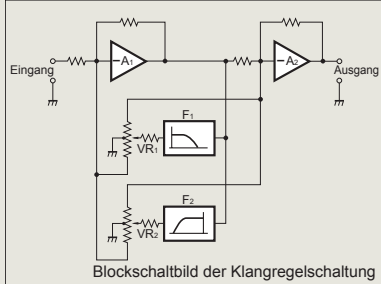 –A1
–A2
Eingang
Ausgang
F1
VR1
F2
VR2
Blockschaltbild der Klangregelschaltung